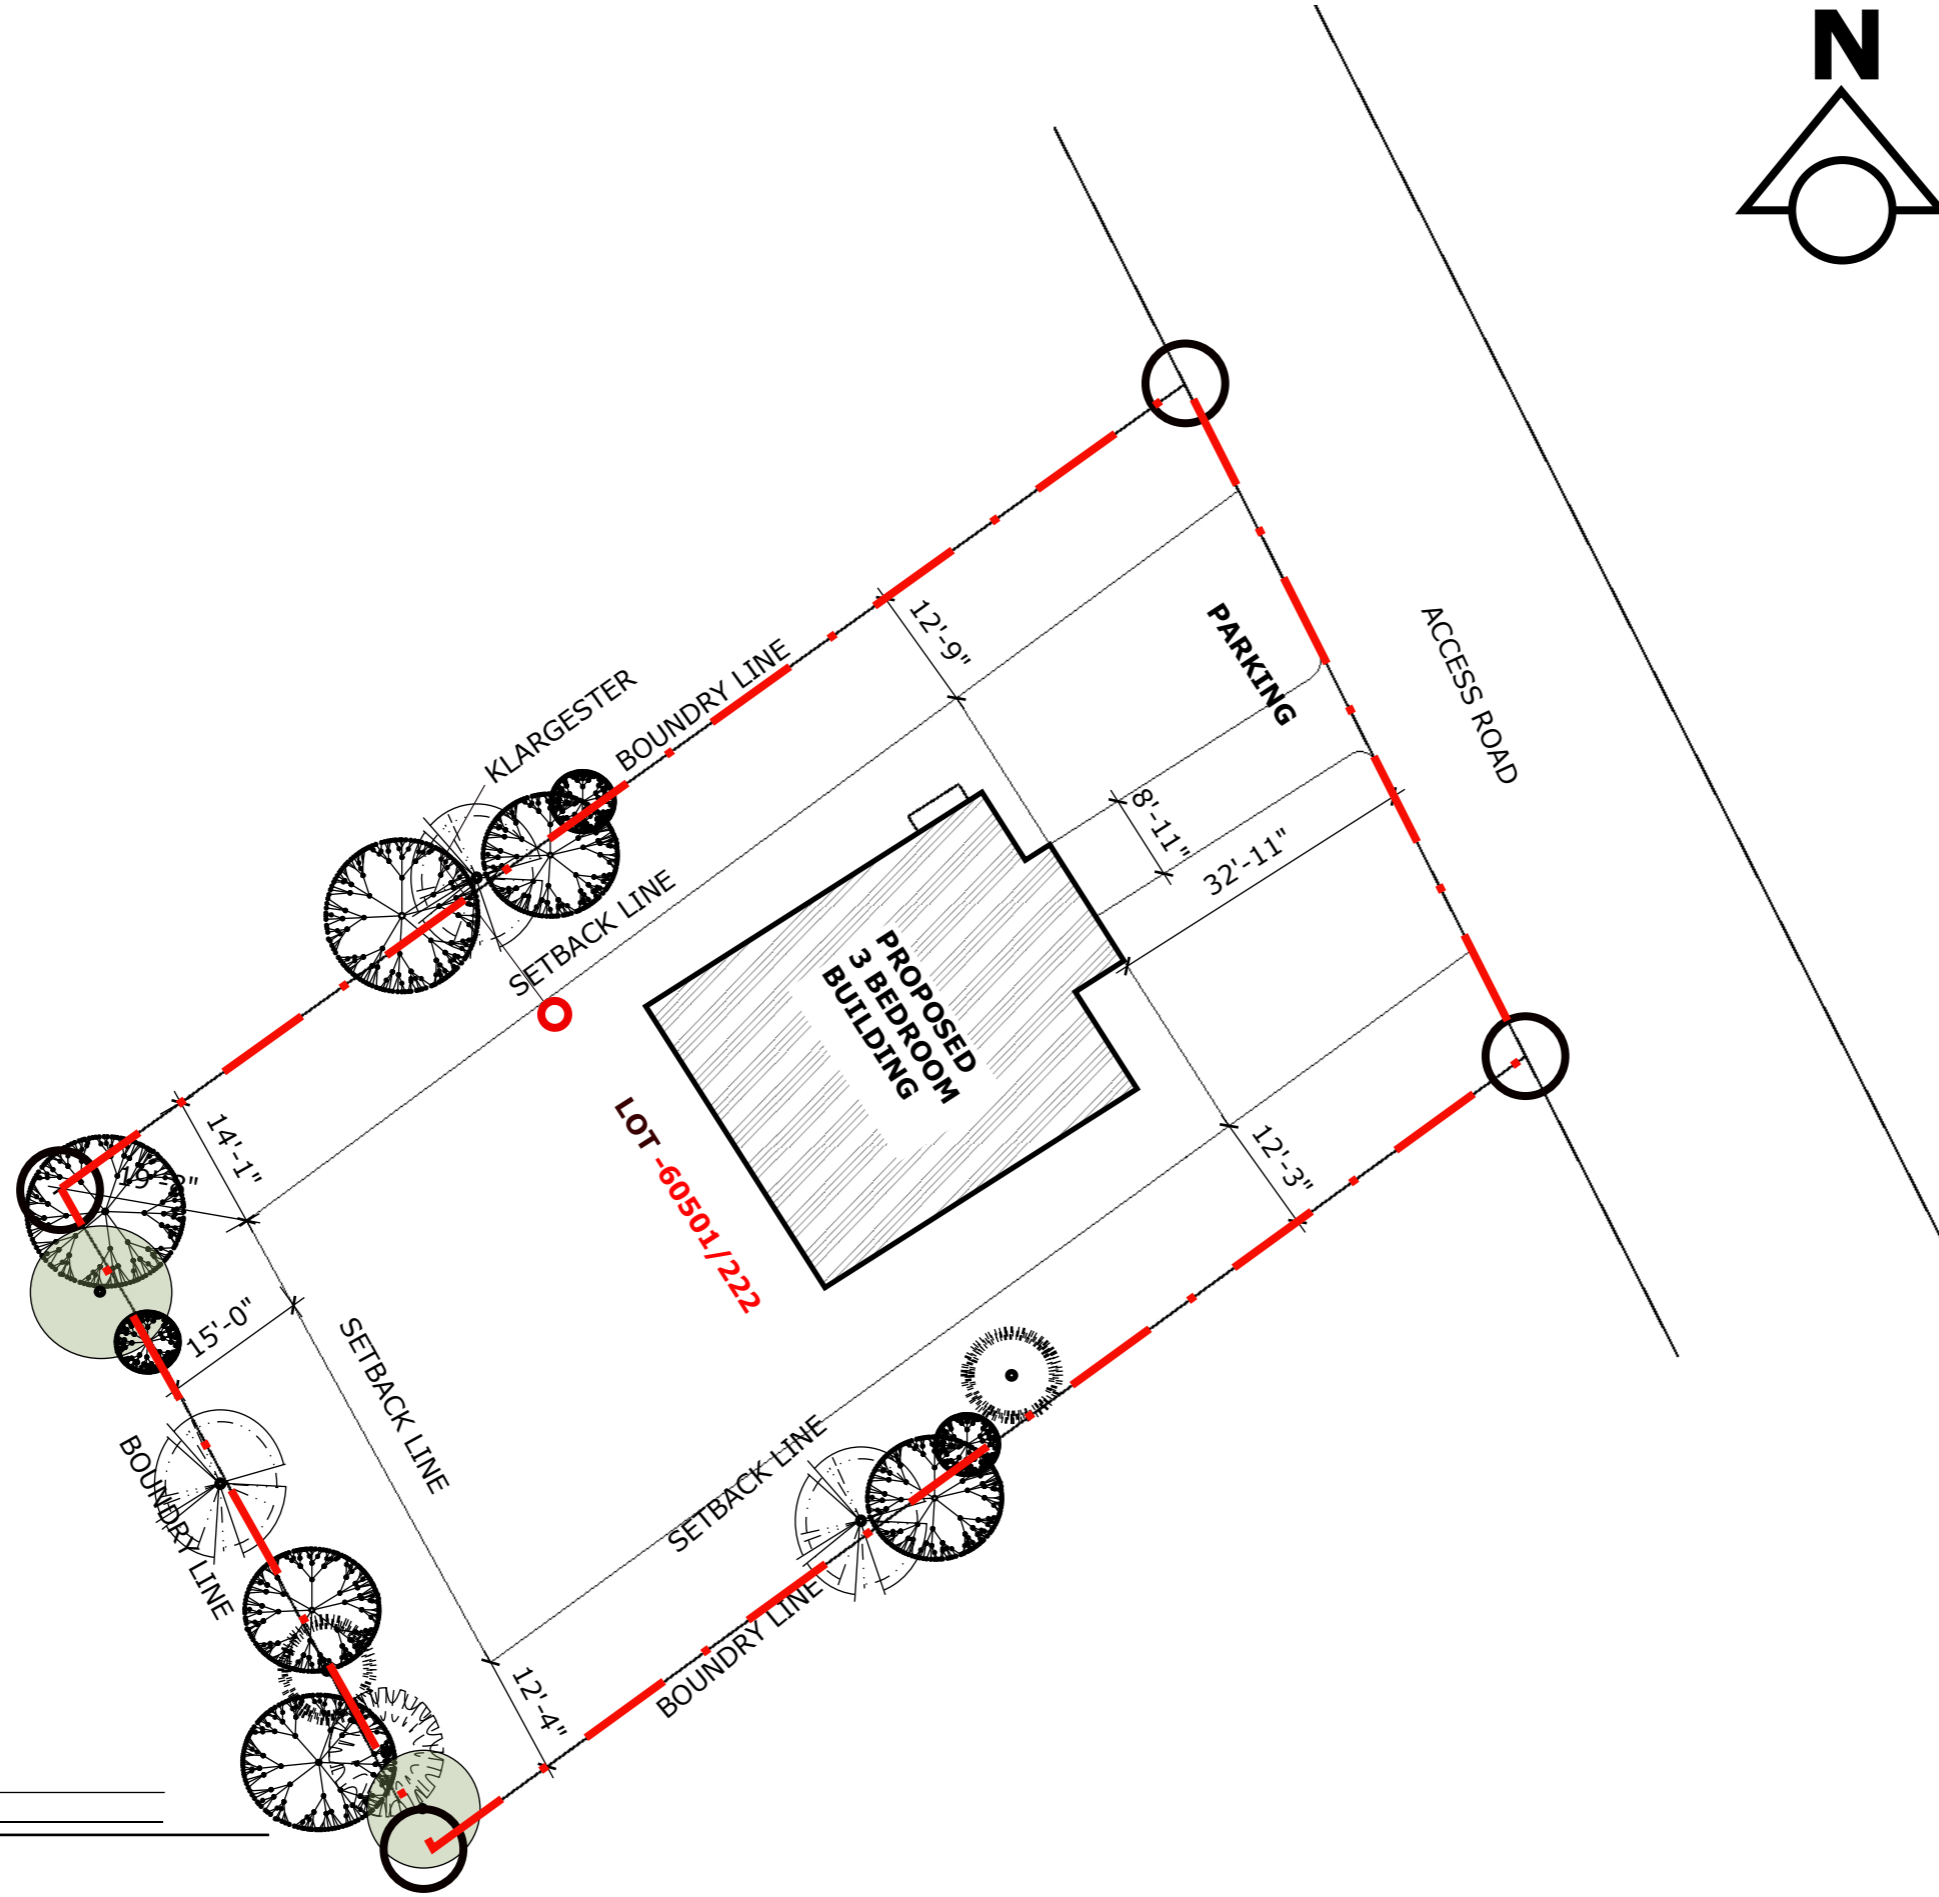 N
12'-9"
PARKING
ACCESS ROAD
KLARGESTER
BOUNDRY LINE
8'-11"
32'-11"
SETBACK LINE
PROPOSED
3 BEDROOM
BUILDING
LOT -60501/222
14'-1"
12'-3"
15'-0"
SETBACK LINE
BOUNDRY LINE
SETBACK LINE
BOUNDRY LINE
12'-4"